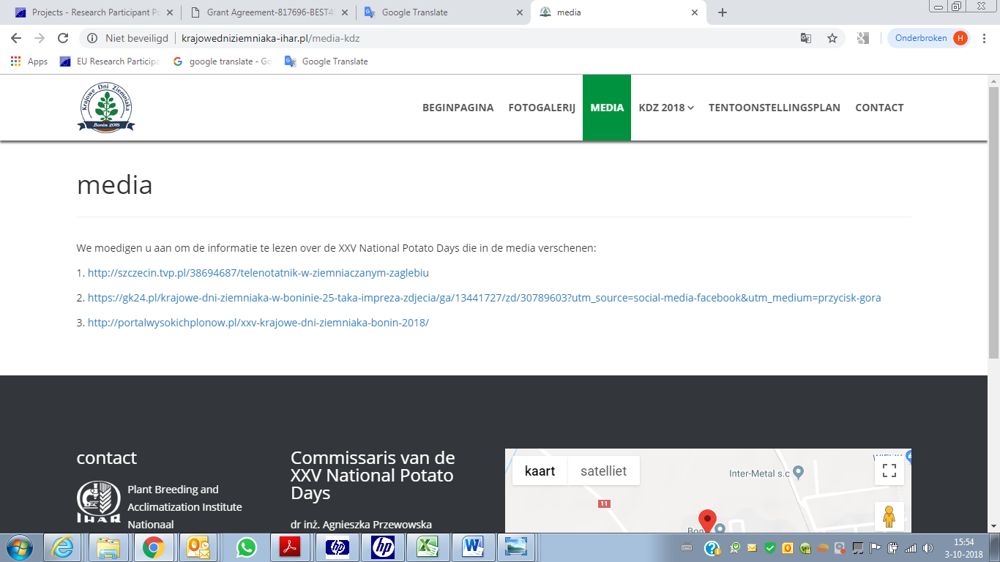 Projects - Research Participant Po
Grant Agreement-817696-BEST4
Google Translate
media
Niet beveiligd
krajowedniziemniaka-ihar.pl/media-kdz
Onderbroken
H
Apps
EU Research Participa
google translate - Go
Google Translate
Krajowe Dni Ziemniaka
Bonin 2018
BEGINPAGINA
FOTOGALERIJ
MEDIA
KDZ 2018
TENTOONSTELLINGSPLAN
CONTACT
media
We moedigen u aan om de informatie te lezen over de XXV National Potato Days die in de media verschenen:
1. http://szczecin.tvp.pl/38694687/telenotatnik-w-ziemniaczanym-zaglebiu
2. https://gk24.pl/krajowe-dni-ziemniaka-w-boninie-25-taka-impreza-zdjecia/ga/13441727/zd/30789603?utm_source=social-media-facebook&utm_medium=przycisk-gora
3. http://portalwysokichplonow.pl/xxv-krajowe-dni-ziemniaka-bonin-2018/
contact
IHAR
Plant Breeding and
Acclimatization Institute
Nationaal
Commissaris van de
XXV National Potato
Days
dr inż. Agnieszka Przewowska
kaart
satelliet
Inter-Metal s.c
11
15:54
3-10-2018